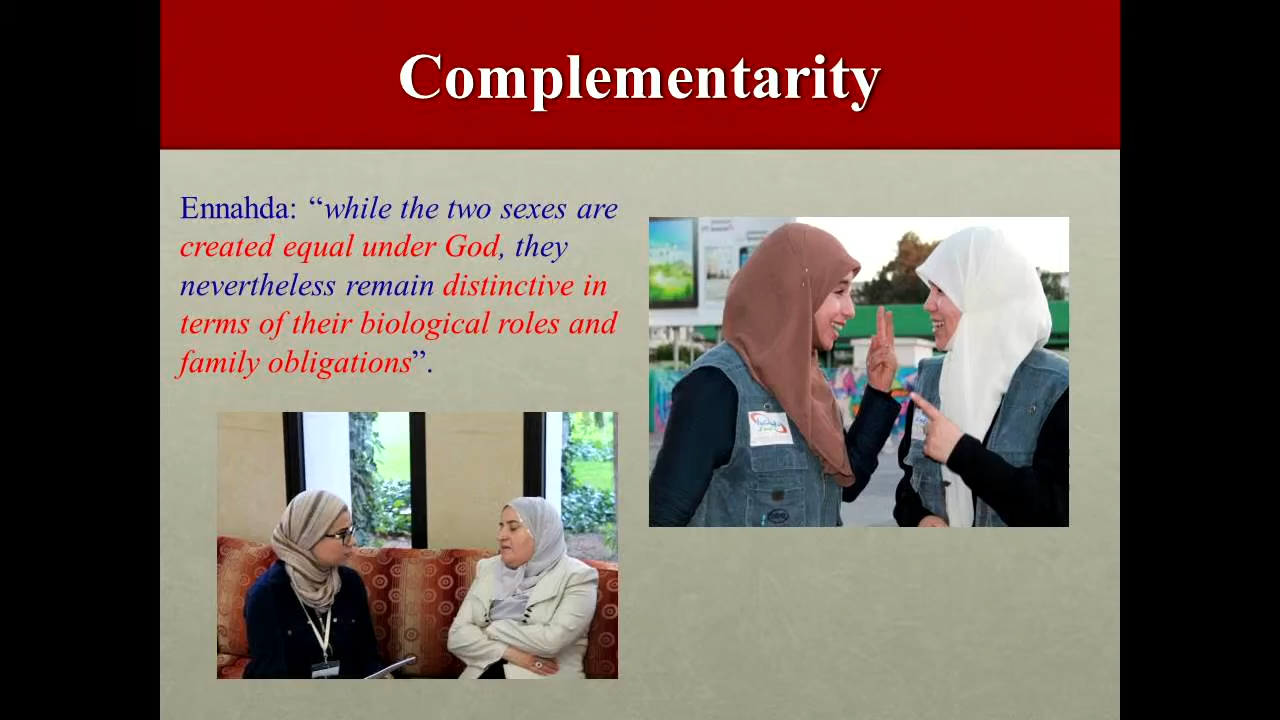 Complementarity
Ennahda: “while the two sexes are
created equal under God, they
nevertheless remain distinctive in
terms of their biological roles and
family obligations”.